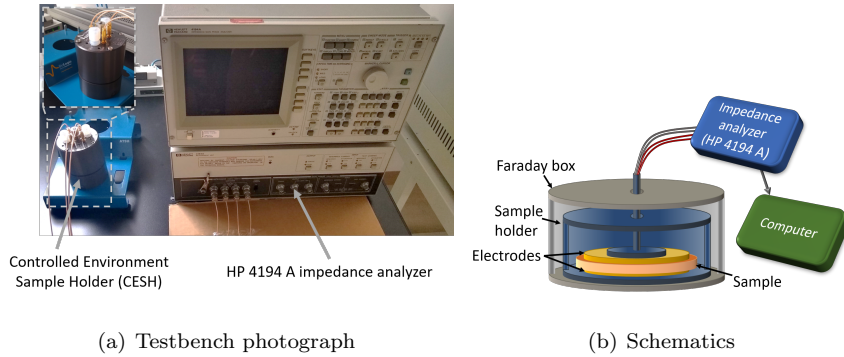 Controlled Environment
Sample Holder (CESH)
HP 4194 A impedance analyzer
(a) Testbench photograph
Impedance
analyzer
(HP 4194 A)
Faraday box
Sample
holder
Electrodes
Computer
Sample
(b) Schematics